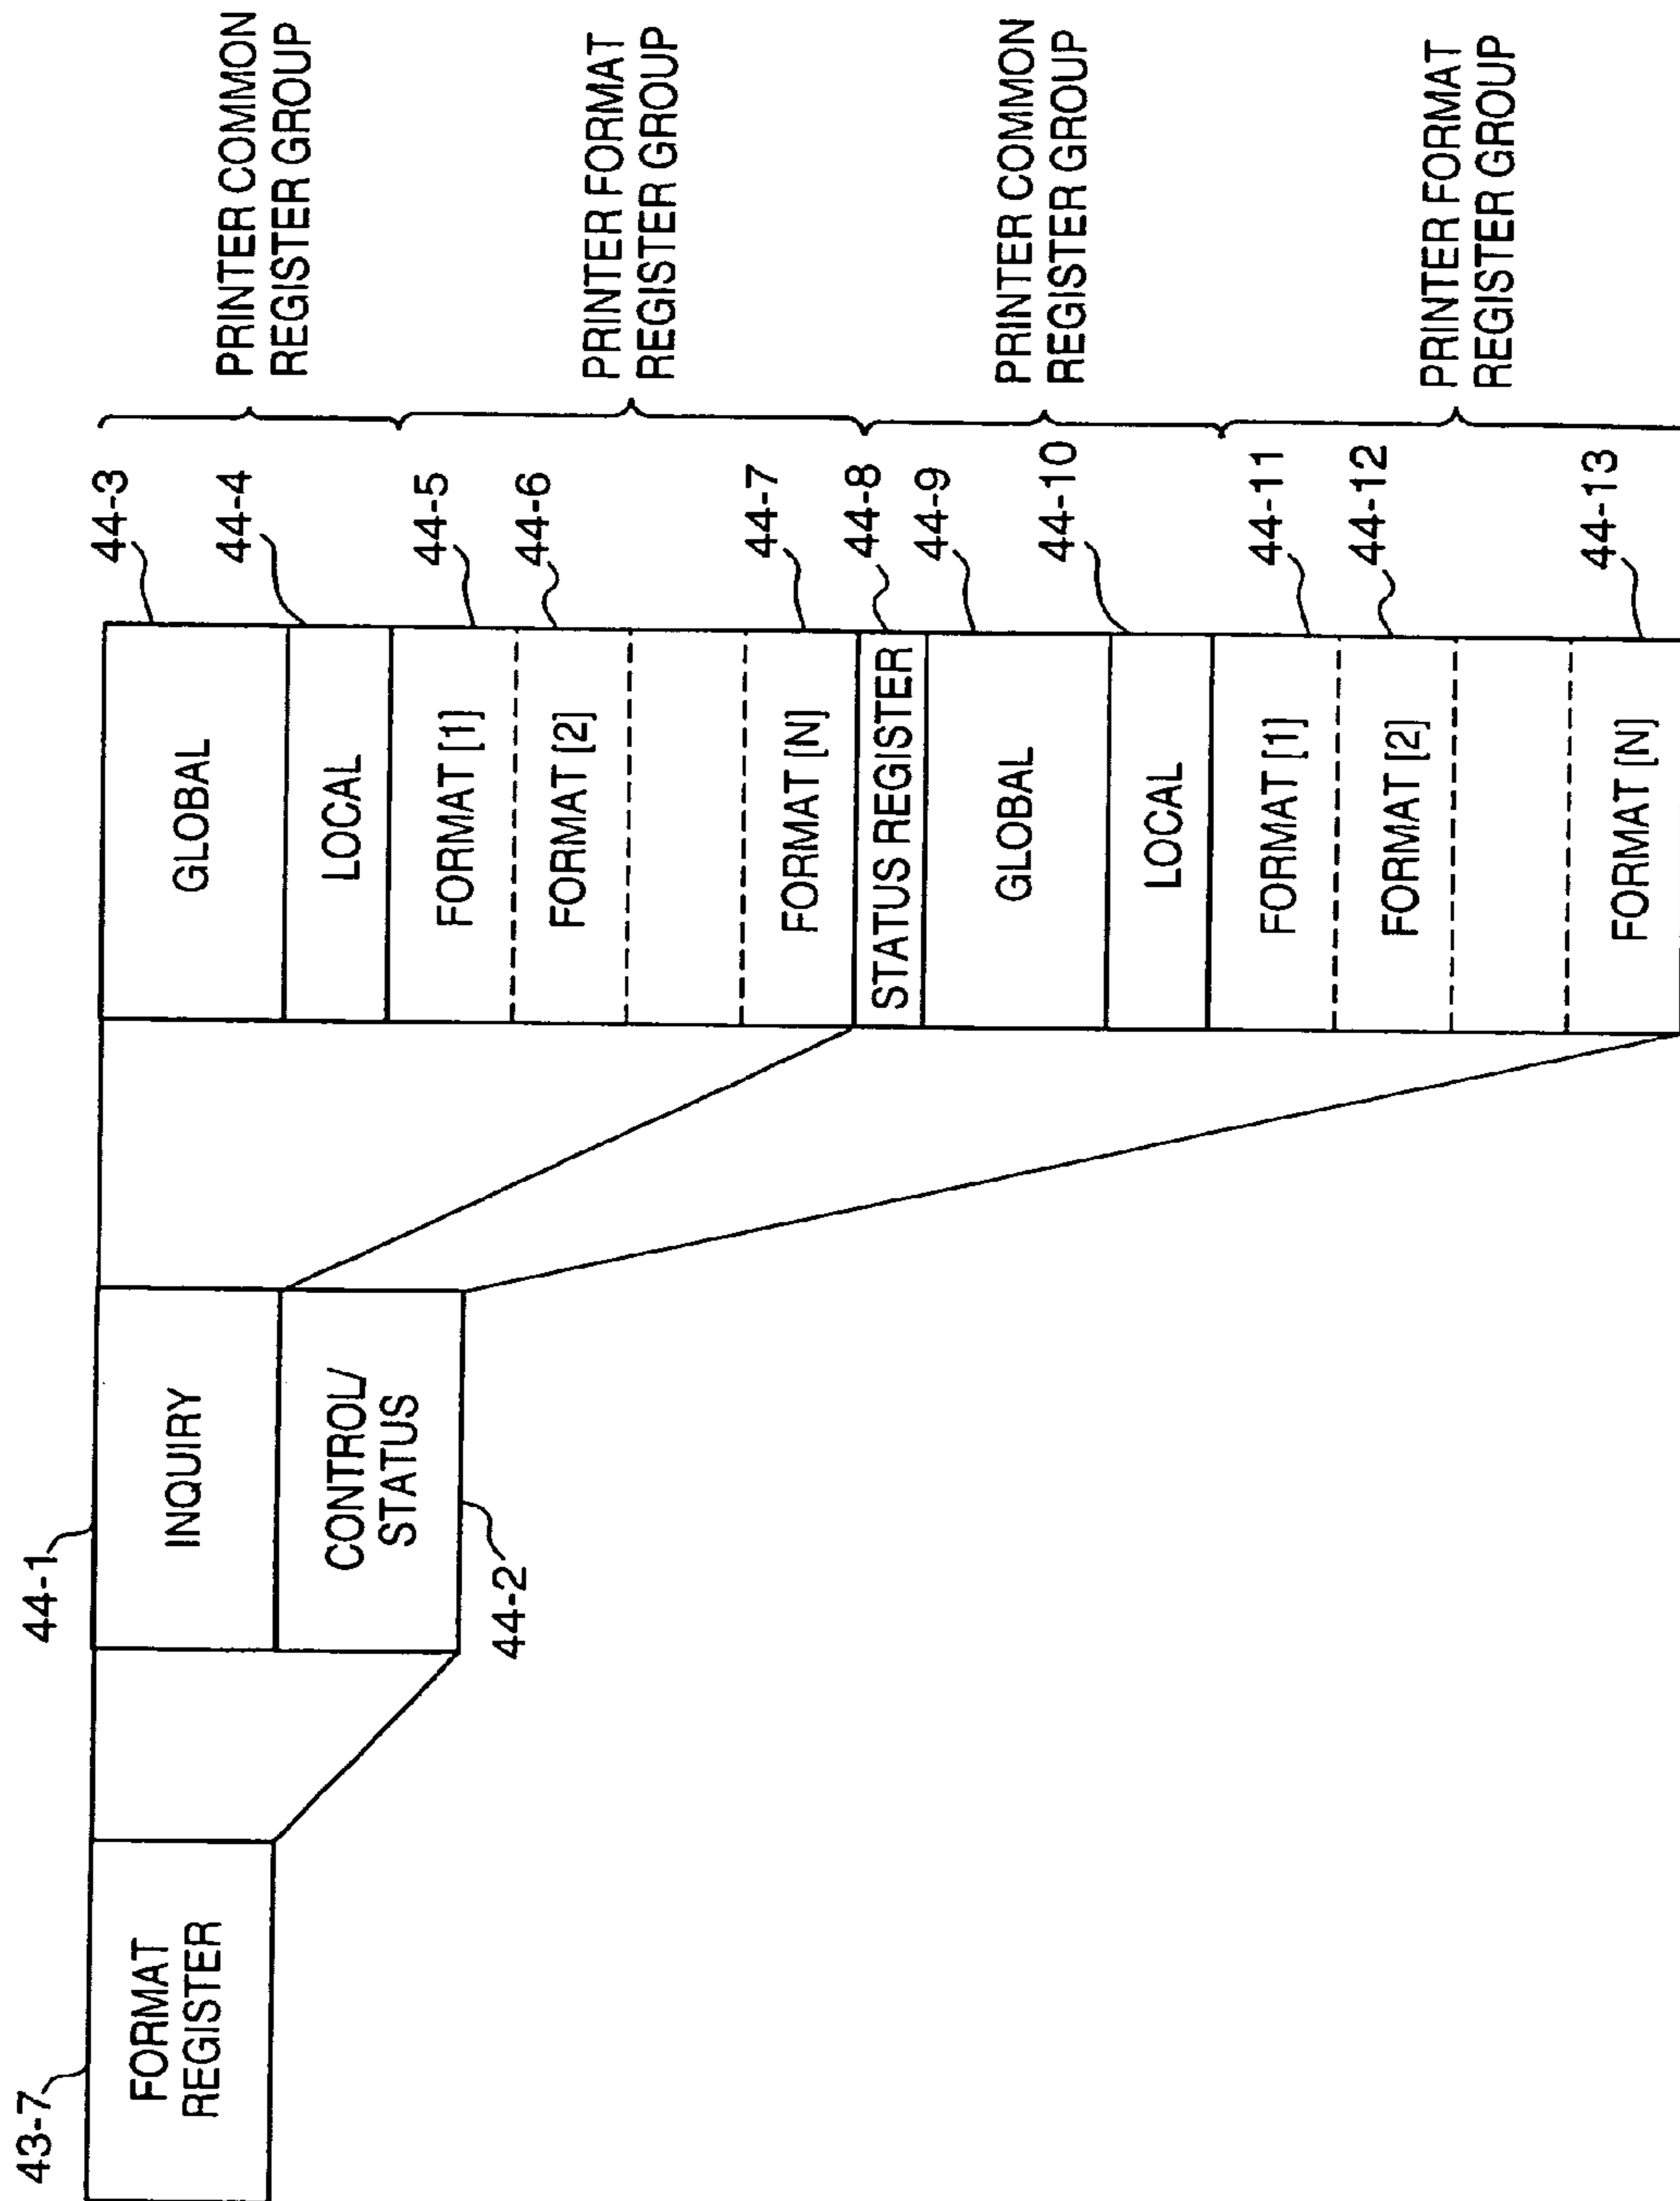 43-7
FORMAT
REGISTER
44-1
INQUIRY
CONTROL/
STATUS
44-2
GLOBAL
LOCAL
FORMAT [1]
FORMAT [2]
FORMAT [N]
STATUS REGISTER
GLOBAL
LOCAL
FORMAT [1]
FORMAT [2]
FORMAT [N]
44-3
44-4
44-5
44-6
44-7
44-8
44-9
44-10
44-11
44-12
44-13
PRINTER COMMON
REGISTER GROUP
PRINTER FORMAT
REGISTER GROUP
PRINTER COMMON
REGISTER GROUP
PRINTER FORMAT
REGISTER GROUP